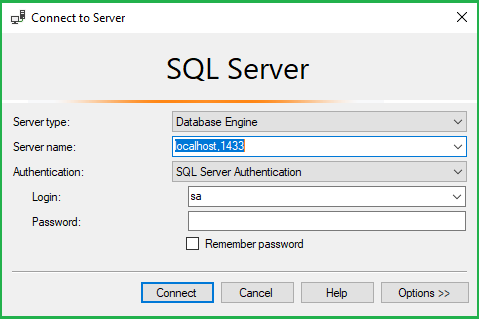 Connect to Server
SQL Server
Server type: Database Engine
Server name: localhost,1433
Authentication: SQL Server Authentication
Login: sa
Password:
Remember password
Connect Cancel Help Options >>